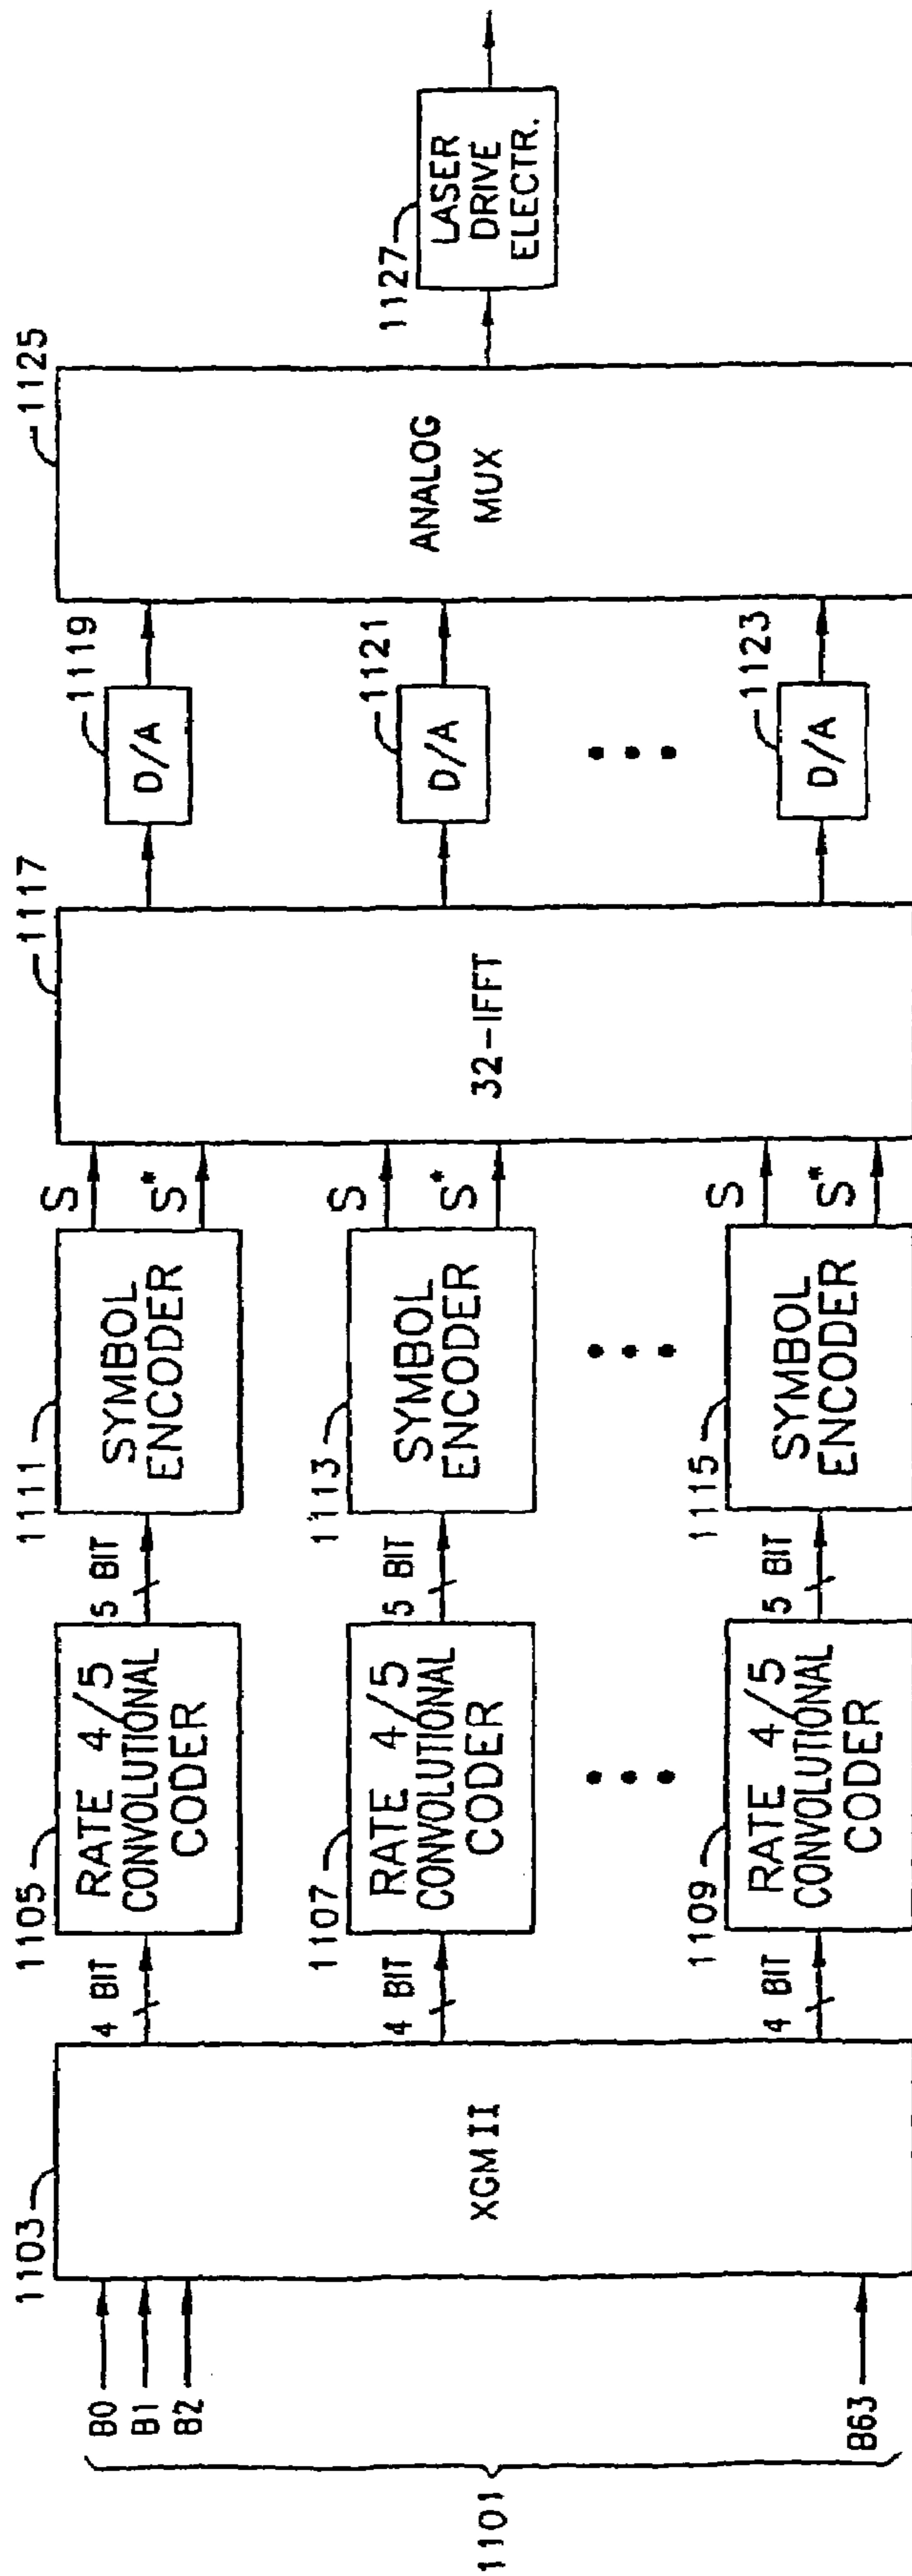 B0
B1
B2
B63
1101
1103
XGM II
4 BIT
4 BIT
4 BIT
1105
RATE 4/5
CONVOLUTIONAL
CODER
1107
RATE 4/5
CONVOLUTIONAL
CODER
1109
RATE 4/5
CONVOLUTIONAL
CODER
5 BIT
5 BIT
5 BIT
1111
SYMBOL
ENCODER
1113
SYMBOL
ENCODER
1115
SYMBOL
ENCODER
S
S*
S
S*
S
S*
1117
32-IFFT
1119
D/A
1121
D/A
1123
D/A
1125
ANALOG
MUX
1127
LASER
DRIVE
ELECTR.